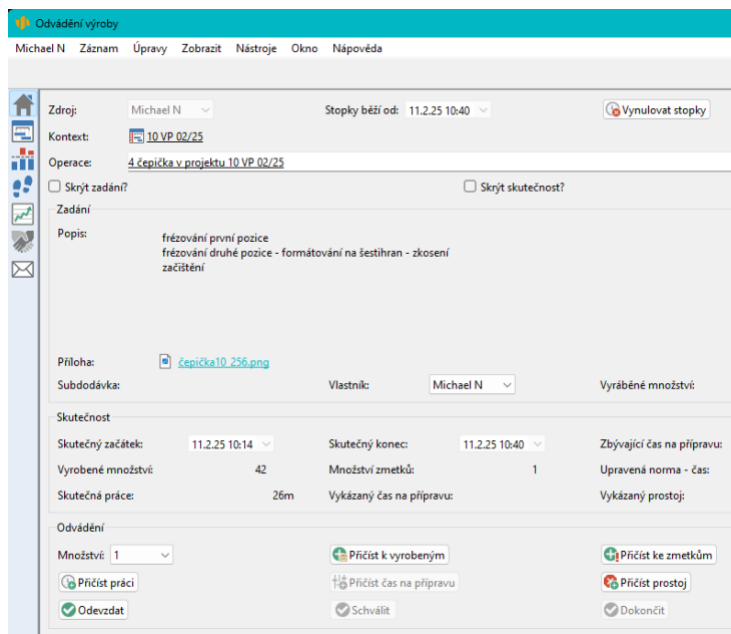 Odvádění výroby
Michael N Záznam Úpravy Zobrazit Nástroje Okno Nápověda
Zdroj: Michael N Stopky běží od: 11.2.25 10:40 Vynulovat stopky
Kontext: 10 VP 02/25
Operace: 4 čepička v projektu 10 VP 02/25
Skrýt zadání? Skrýt skutečnost?
Zadání
Popis: frézování první pozice
frézování druhé pozice - formátování na šestihran - zkosení
začištění
Příloha: čepička10_256.png
Subdodávka: Vlastník: Michael N Vyráběné množství:
Skutečnost
Skutečný začátek: 11.2.25 10:14 Skutečný konec: 11.2.25 10:40 Zbývající čas na přípravu:
Vyrobené množství: 42 Množství zmetků: 1 Upravená norma - čas:
Skutečná práce: 26m Vykázaný čas na přípravu: Vykázaný prostoj:
Odvádění
Množství: 1 Přičíst k vyrobeným Přičíst ke zmetkům
Přičíst práci Přičíst čas na přípravu Přičíst prostoj
Odevzdat Schválit Dokončit